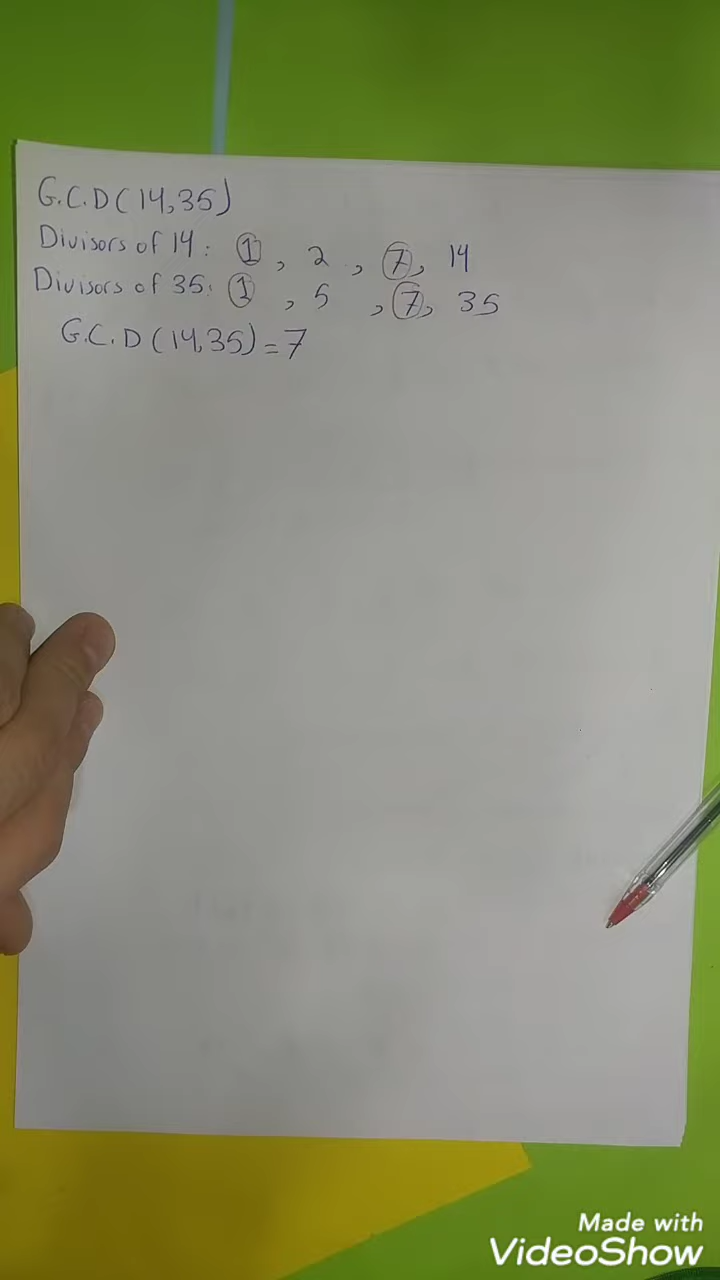 G.C.D(14,35)
Divisors of 14: 1, 2, 7, 14
Divisors of 35: 1, 5, 7, 35
G.C.D(14,35)=7
Made with
VideoShow